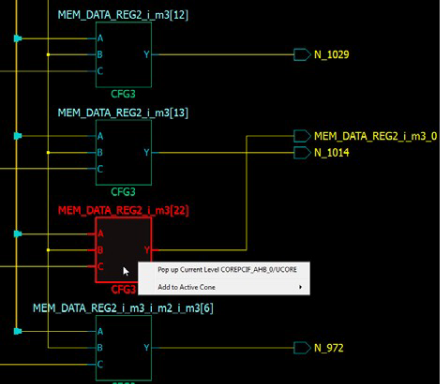 MEM_DATA_REG2_i_m3[12]
A
B Y N_1029
C
CFG3
MEM_DATA_REG2_i_m3[13]
A MEM_DATA_REG2_i_m3_0
B Y N_1014
C
CFG3
MEM_DATA_REG2_i_m3[22]
A
B Y
C
Pop up Current Level COREPCIF_AHB_0/UCORE
CFG3 Add to Active Cone
MEM_DATA_REG2_i_m3_i_m2_i_m3[6]
A
B Y N_972
C